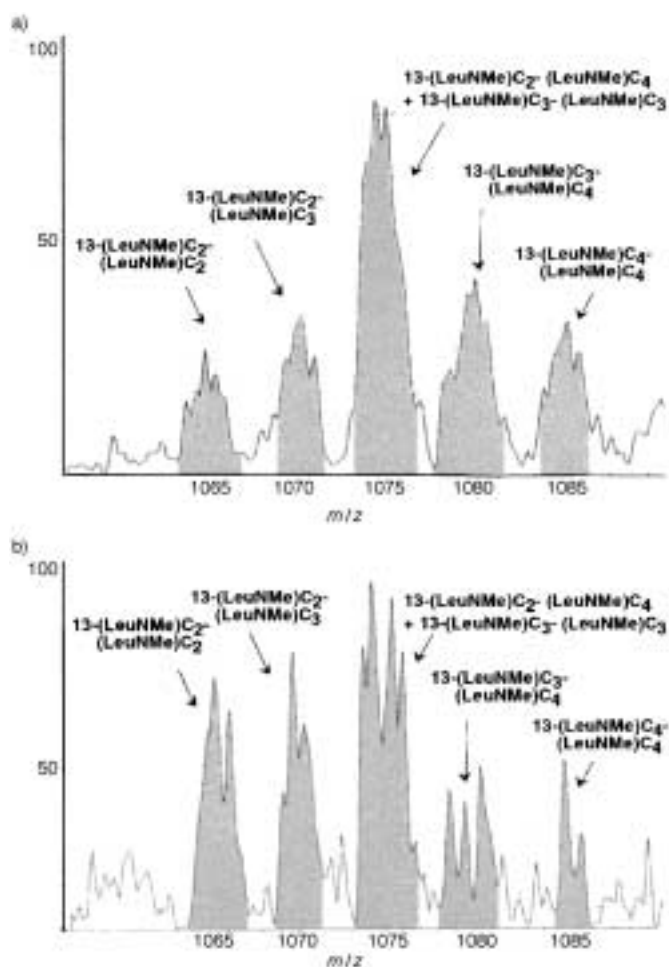 a)
100
13-(LeuNMe)C2- (LeuNMe)C4
+ 13-(LeuNMe)C3- (LeuNMe)C3
13-(LeuNMe)C3-
(LeuNMe)C4
13-(LeuNMe)C2-
(LeuNMe)C3
13-(LeuNMe)C2-
(LeuNMe)C2
13-(LeuNMe)C4-
(LeuNMe)C4
50
1065 1070 1075 1080 1085
m/z
b)
100
13-(LeuNMe)C2-
(LeuNMe)C3
13-(LeuNMe)C2- (LeuNMe)C4
+ 13-(LeuNMe)C3- (LeuNMe)C3
13-(LeuNMe)C2-
(LeuNMe)C2
13-(LeuNMe)C3-
(LeuNMe)C4
13-(LeuNMe)C4-
(LeuNMe)C4
50
1065 1070 1075 1080 1085
m/z